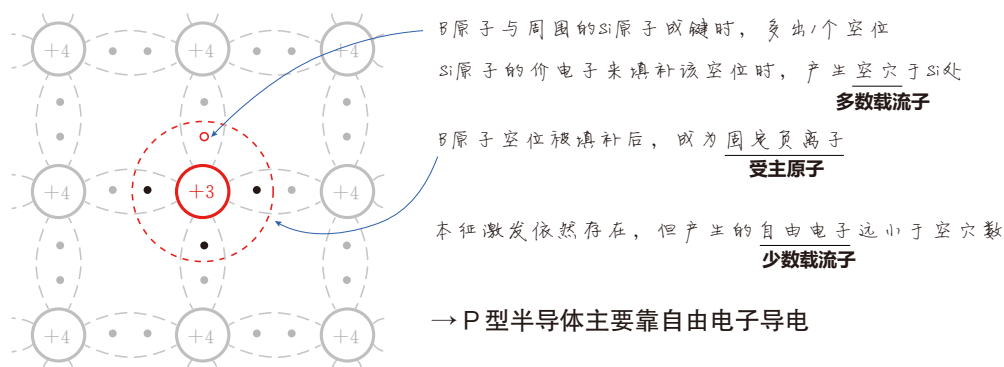 +4 +4 +4
B原子与周围的Si原子成键时，多出1个空位
Si原子的价电子来填补该空位时，产生空穴于Si处
多数载流子
B原子空位被填补后，成为固定负离子
受主原子
+4 +3 +4
本征激发依然存在，但产生的自由电子远小于空穴数
少数载流子
→ P 型半导体主要靠自由电子导电
+4 +4 +4